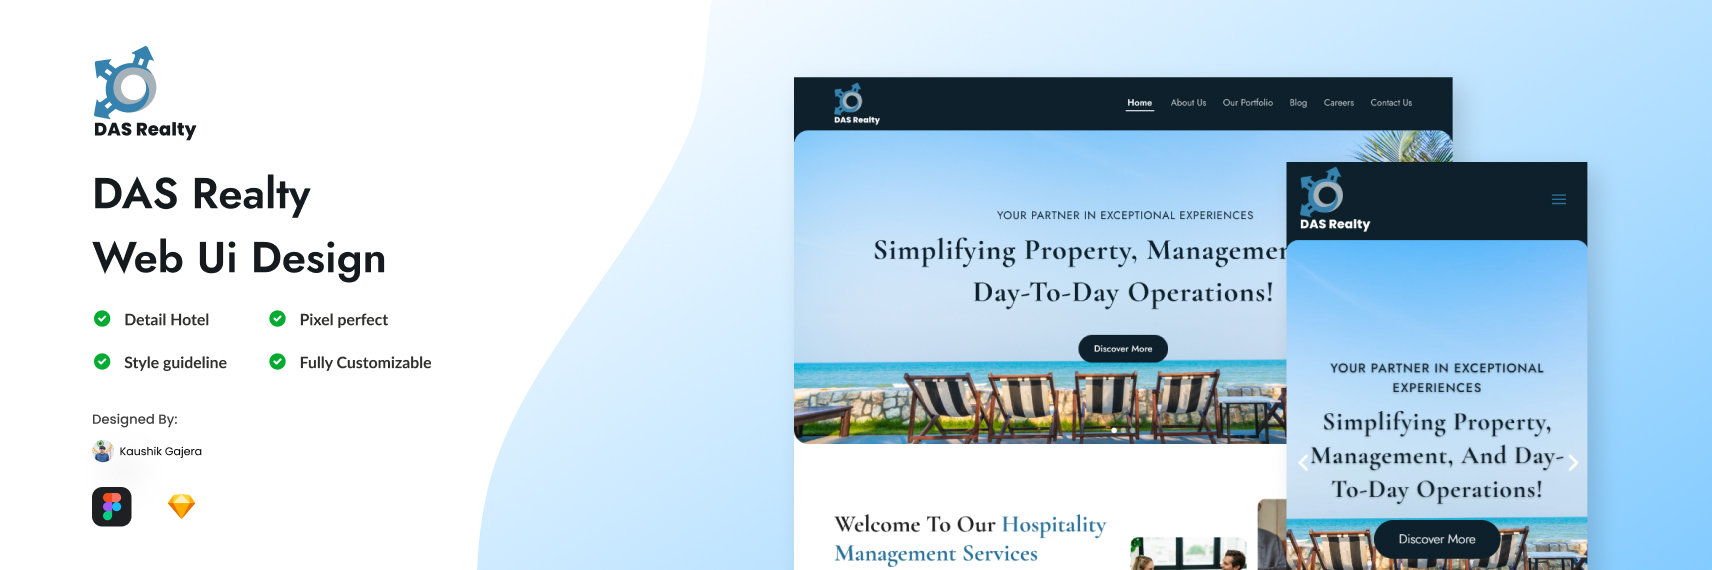 DAS Realty
DAS Realty
Web Ui Design
Detail Hotel
Pixel perfect
Style guideline
Fully Customizable
Designed By:
Kaushik Gajera
DAS Realty
Home
About Us
Our Portfolio
Blog
Careers
Contact Us
YOUR PARTNER IN EXCEPTIONAL EXPERIENCES
Simplifying Property, Managemen
Day-To-Day Operations!
Discover More
Welcome To Our Hospitality
Management Services
DAS Realty
YOUR PARTNER IN EXCEPTIONAL
EXPERIENCES
Simplifying Property,
Management, And Day-
To-Day Operations!
Discover More